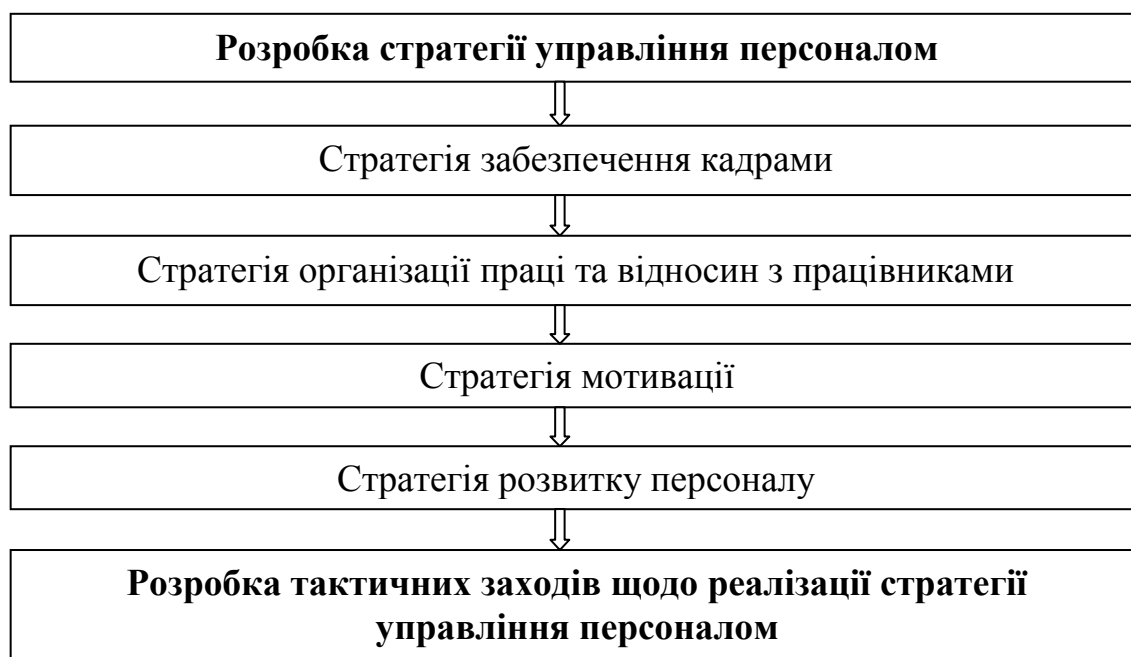 Розробка стратегії управління персоналом
Стратегія забезпечення кадрами
Стратегія організації праці та відносин з працівниками
Стратегія мотивації
Стратегія розвитку персоналу
Розробка тактичних заходів щодо реалізації стратегії
управління персоналом